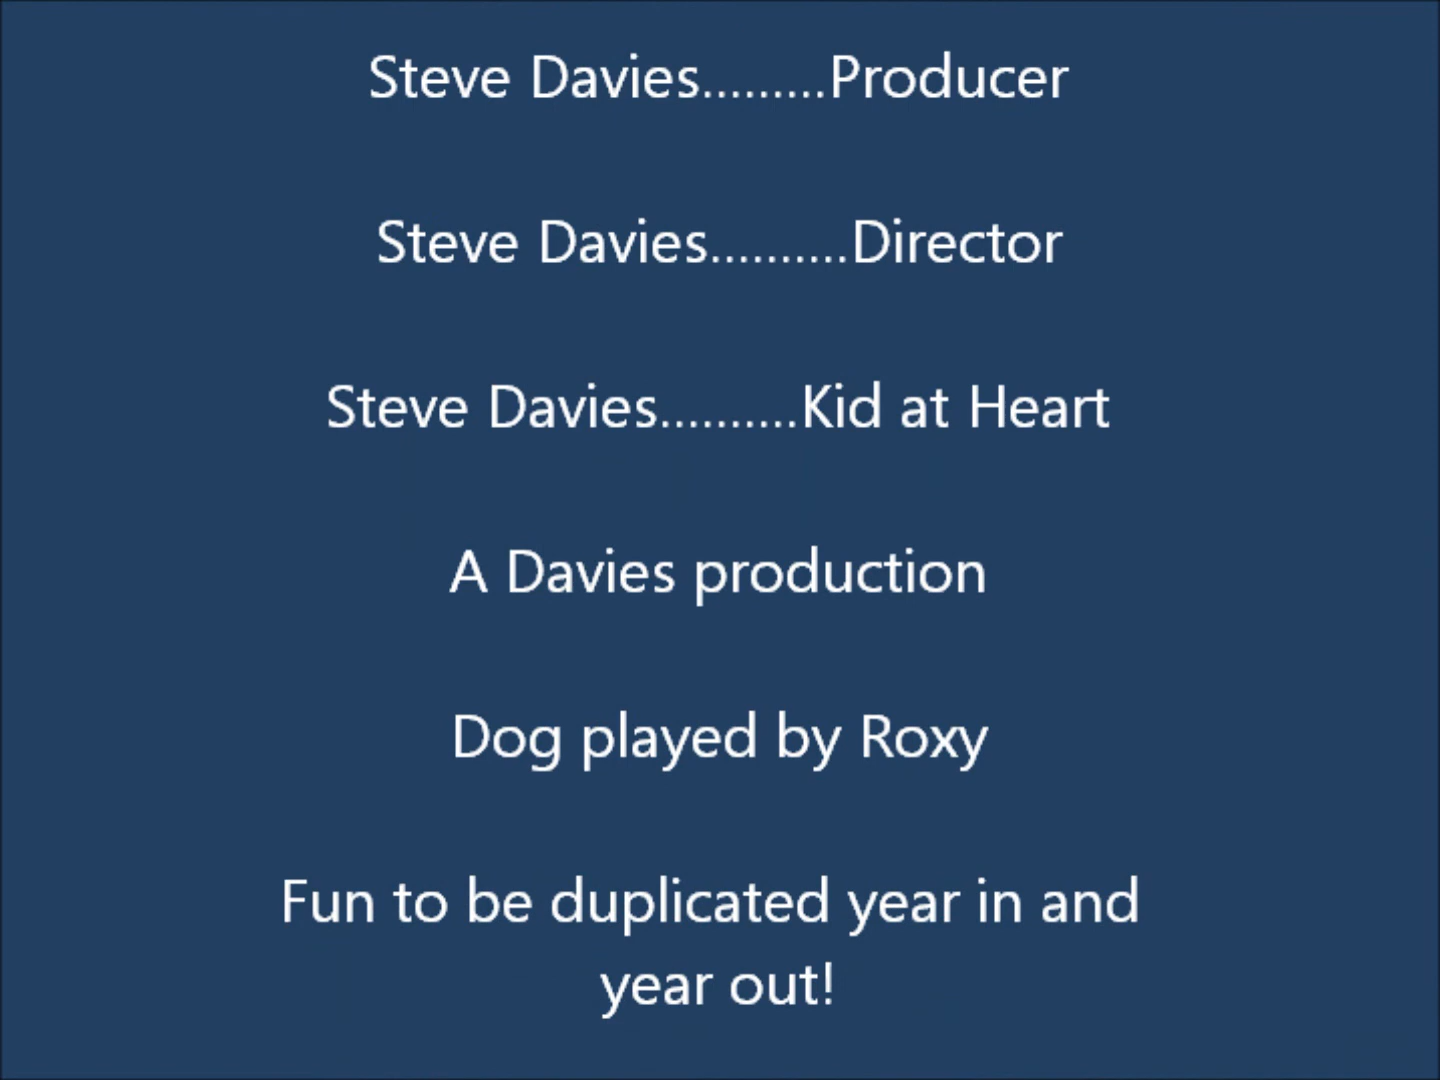 Steve Davies.........Producer
Steve Davies..........Director
Steve Davies..........Kid at Heart
A Davies production
Dog played by Roxy
Fun to be duplicated year in and
year out!